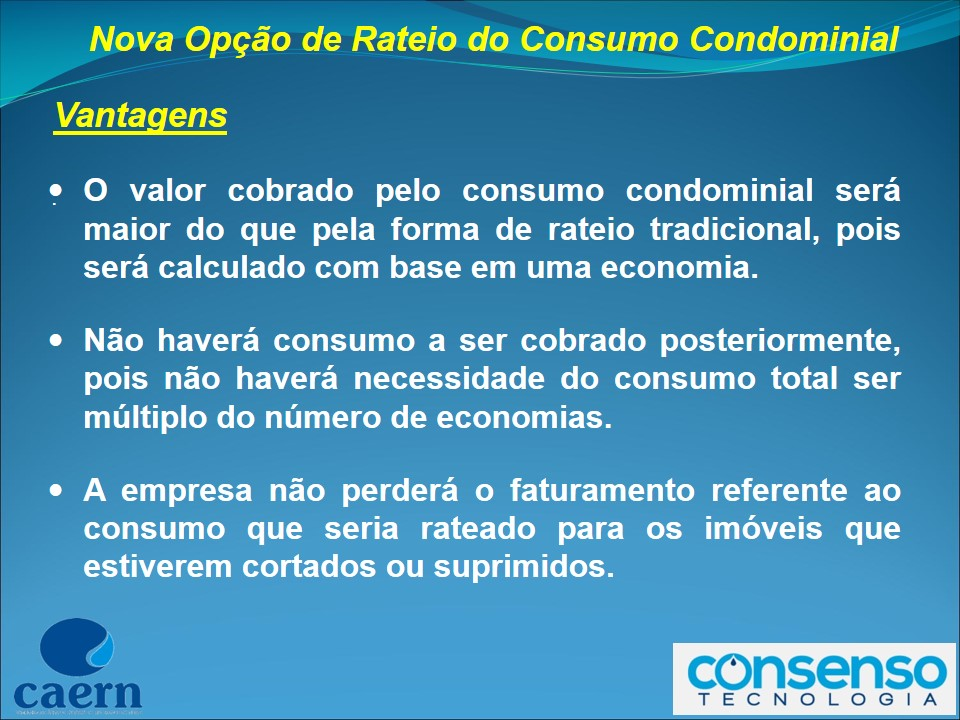 Nova Opção de Rateio do Consumo Condominial
Vantagens
• O valor cobrado pelo consumo condominial será
maior do que pela forma de rateio tradicional, pois
será calculado com base em uma economia.
• Não haverá consumo a ser cobrado posteriormente,
pois não haverá necessidade do consumo total ser
múltiplo do número de economias.
• A empresa não perderá o faturamento referente ao
consumo que seria rateado para os imóveis que
estiverem cortados ou suprimidos.
caern
consenso
TECNOLOGIA